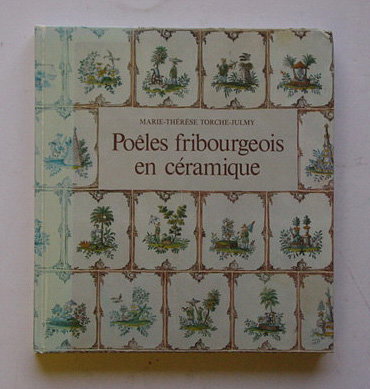 MARIE-THÉRÈSE TORCHE-JULMY
Poêles fribourgeois
en céramique